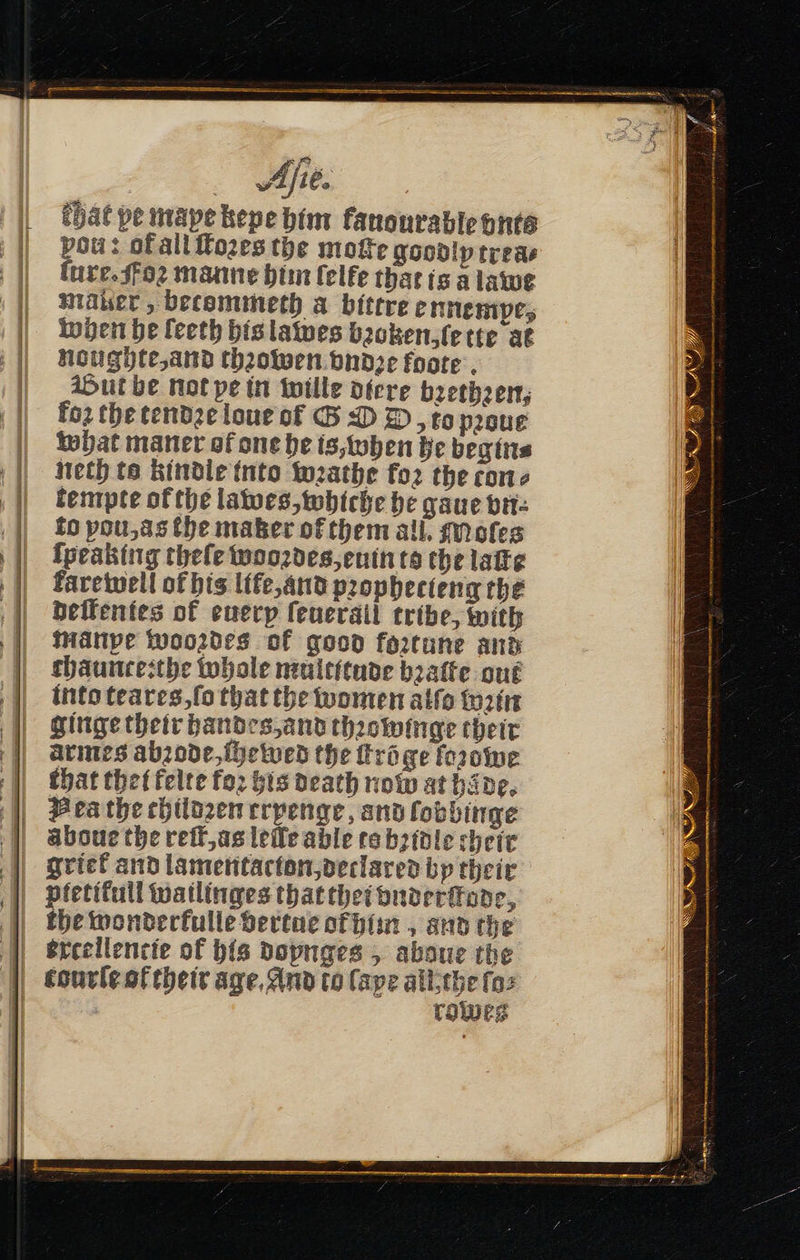 Asie.
that ye maye kepe him fauourable vnto
you: of all stores the moste goodly trea⸗
sure. For manne him selfe that is a lawe
maker, becommeth a bittre ennempe,
when he seeth his lawes broken, sette at
noughte, and throwen vndre foote.
But be not ye in wille diere brethren,
for the tendre loue of GOD, to proue
what maner of one he is, when he begin⸗
neth to kindle into wrathe for the con⸗
tempte of the lawes, whiche he gaue vn⸗
to you, as the maker of them all. Moses
speaking these woordes, euin to the laste
farewell of his life, and prophecieng the
destenies of euery seuerall tribe, with
manye woordes of good fortune and
chaunce: the whole multitude braste out
into teares, so that the women also wrin
ginge their handes, and throwinge their
armes abrode, shewed the strōge sorowe
that thei felte for his death now at hāde.
Yea the children cryenge, and sobbinge
aboue the rest, as lesse able to bridle their
grief and lamentacion, declared by their
pietifull wailinges that thei vnderstode,
the wonderfulle vertue of him, and the
excellencie of his doynges, aboue the
course of their age. And to saye all, the so⸗
rowes